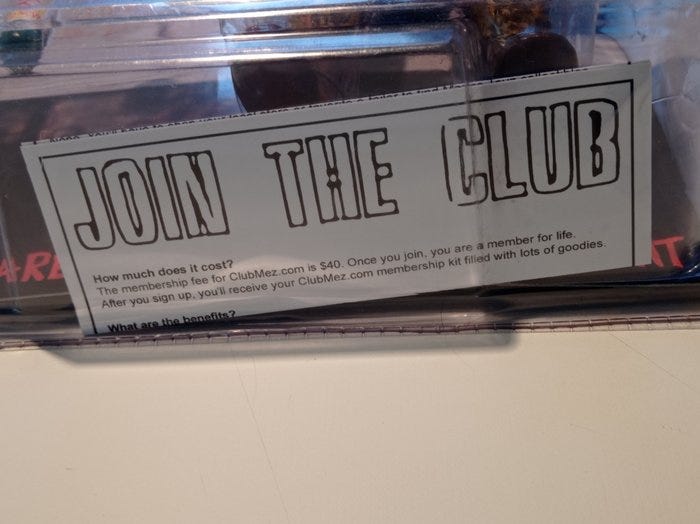 JOIN THE CLUB
How much does it cost?
The membership fee for ClubMez.com is $40. Once you join, you are a member for life.
After you sign up, you'll receive your ClubMez.com membership kit filled with lots of goodies.
What are the benefits?